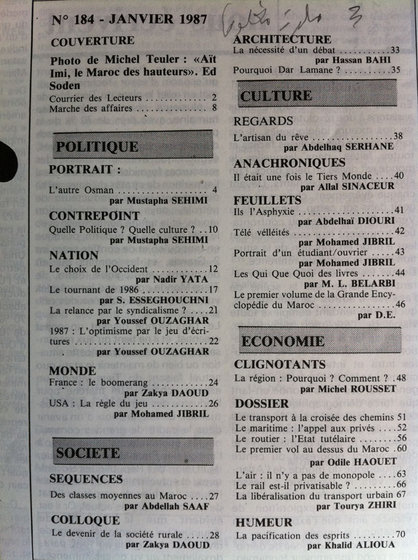 N° 184 - JANVIER 1987
COUVERTURE
Photo de Michel Teuler : «Aït
Imi, le Maroc des hauteurs». Ed
Soden
Courrier des Lecteurs ............ 2
Marche des affaires .............. 8
POLITIQUE
PORTRAIT :
L'autre Osman .................... 4
par Mustapha SEHIMI
CONTREPOINT
Quelle Politique ? Quelle culture ? ..10
par Mustapha SEHIMI
NATION
Le choix de l'Occident ............12
par Nadir YATA
Le tournant de 1986 ..............17
par S. ESSEGHOUCHNI
La relance par le syndicalisme ? ....21
par Youssef OUZAGHAR
1987 : L'optimisme par le jeu d'écri-
tures ..........................22
par Youssef OUZAGHAR
MONDE
France : le boomerang ............24
par Zakya DAOUD
USA : La règle du jeu ............26
par Mohamed JIBRIL
SOCIETE
SEQUENCES
Des classes moyennes au Maroc ....27
par Abdellah SAAF
COLLOQUE
Le devenir de la société rurale ......28
par Zakya DAOUD
ARCHITECTURE
La nécessité d'un débat ............33
par Hassan BAHI
Pourquoi Dar Lamane ? ..........35
CULTURE
REGARDS
L'artisan du rêve ................38
par Abdelhaq SERHANE
ANACHRONIQUES
Il était une fois le Tiers Monde ....40
par Allal SINACEUR
FEUILLETS
Ils l'Asphyxie ....................41
par Abdelhaï DIOURI
Télé velléités ....................42
par Mohamed JIBRIL
Portrait d'un étudiant/ouvrier ......43
par Mohamed JIBRIL
Les Qui Que Quoi des livres ......44
par M. L. BELARBI
Le premier volume de la Grande Ency-
clopédie du Maroc ..............46
par D.E.
ECONOMIE
CLIGNOTANTS
La région : Pourquoi ? Comment ? .48
par Michel ROUSSET
DOSSIER
Le transport à la croisée des chemins 51
Le maritime : l'appel aux privés ....52
Le routier : l'Etat tutélaire ........56
Le premier vol au dessus du Maroc .60
par Odile HAOUET
L'air : il n'y a pas de monopole ....63
Le rail est-il privatisable ? ..........66
La libéralisation du transport urbain 67
par Tourya ZHIRI
HUMEUR
La pacification des esprits ..........70
par Khalid ALIOUA